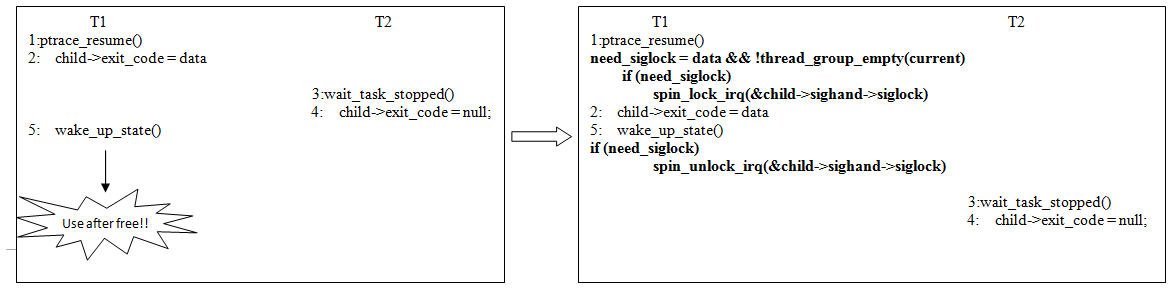 T1 T2
1:ptrace_resume()
2: child->exit_code = data
3:wait_task_stopped()
4: child->exit_code = null;
5: wake_up_state()
Use after free!!
T1 T2
1:ptrace_resume()
need_siglock = data && !thread_group_empty(current)
if (need_siglock)
spin_lock_irq(&child->sighand->siglock)
2: child->exit_code = data
5: wake_up_state()
if (need_siglock)
spin_unlock_irq(&child->sighand->siglock)
3:wait_task_stopped()
4: child->exit_code = null;